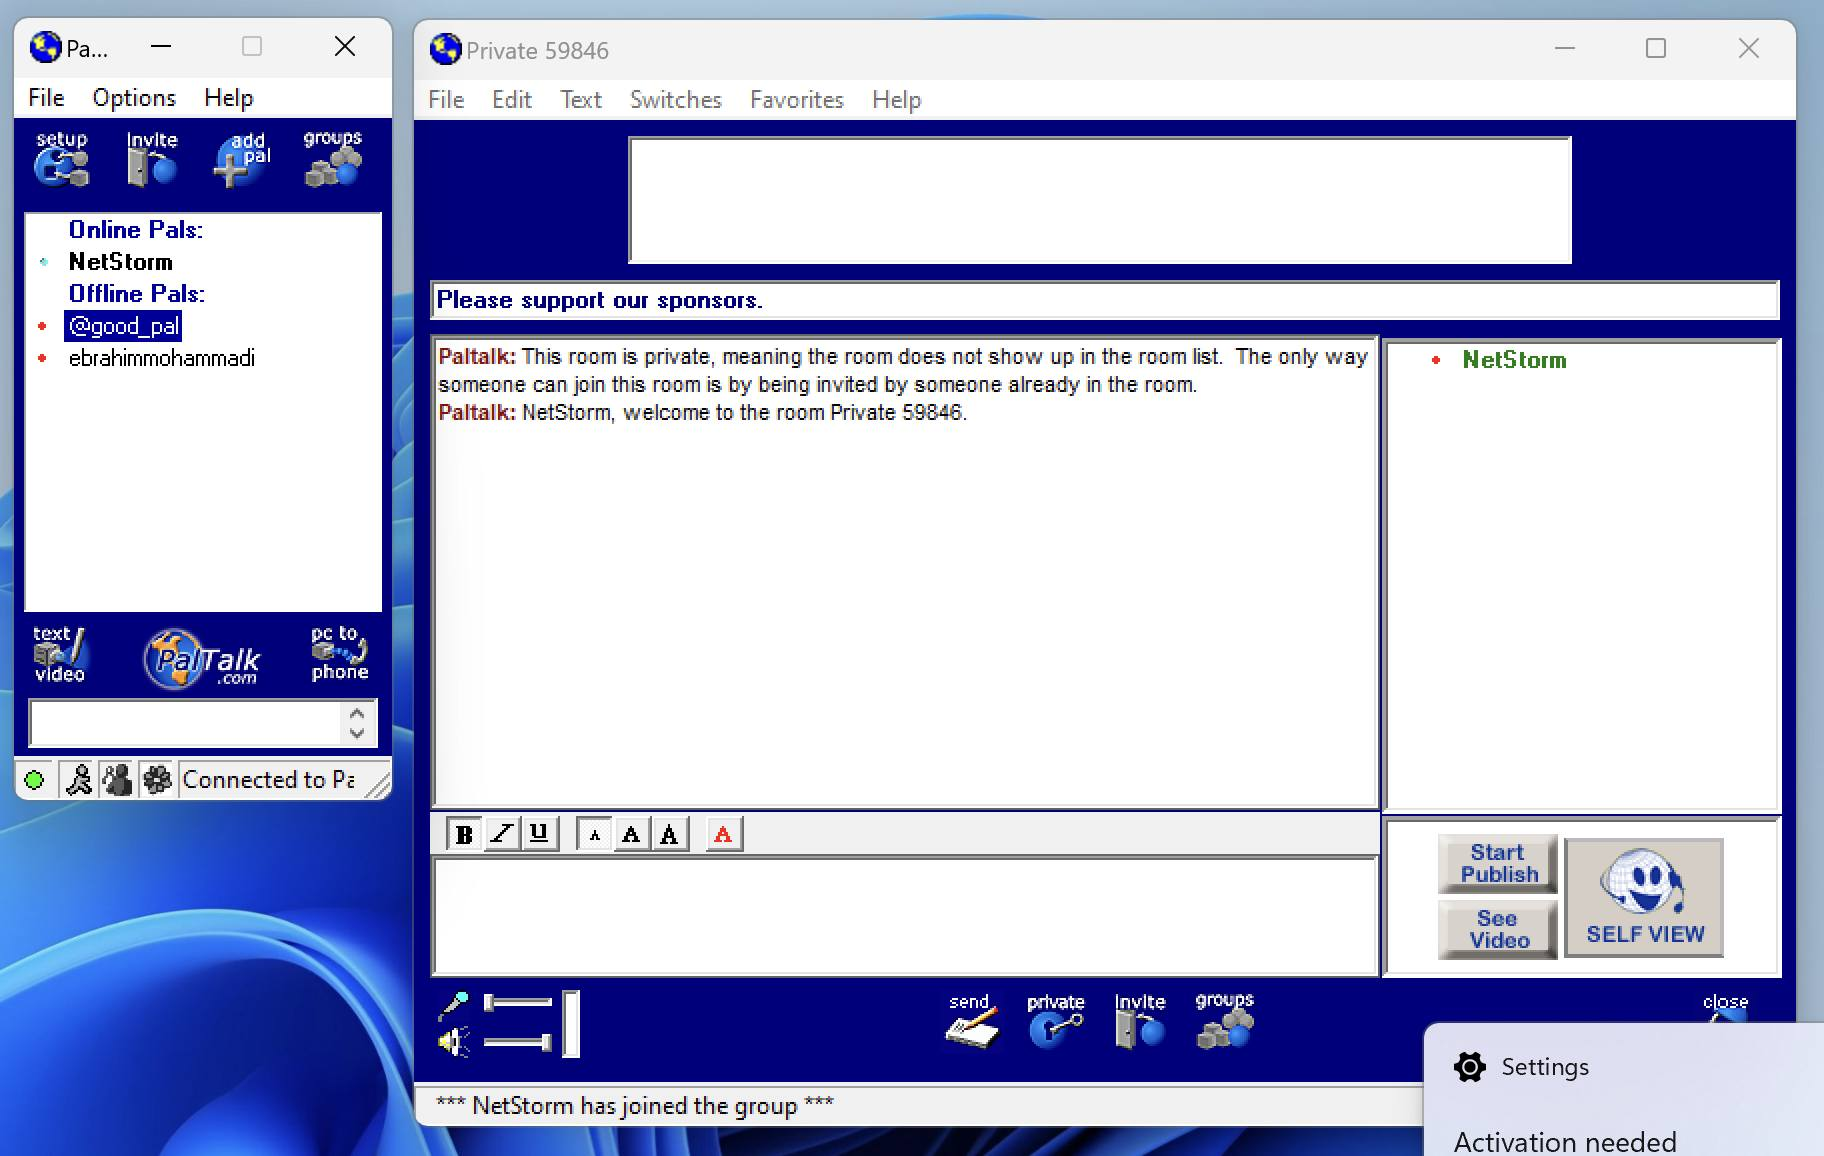 Pa...
File Options Help
setup invite add pal groups
Online Pals:
NetStorm
Offline Pals:
@good_pal
ebrahimmohammadi
text video
PalTalk .com
pc to phone
Connected to Pa
Private 59846
File Edit Text Switches Favorites Help
Please support our sponsors.
Paltalk: This room is private, meaning the room does not show up in the room list. The only way
someone can join this room is by being invited by someone already in the room.
Paltalk: NetStorm, welcome to the room Private 59846.
NetStorm
B I U A A A A
Start
Publish
See
Video
SELF VIEW
send private invite groups close
*** NetStorm has joined the group ***
Settings
Activation needed